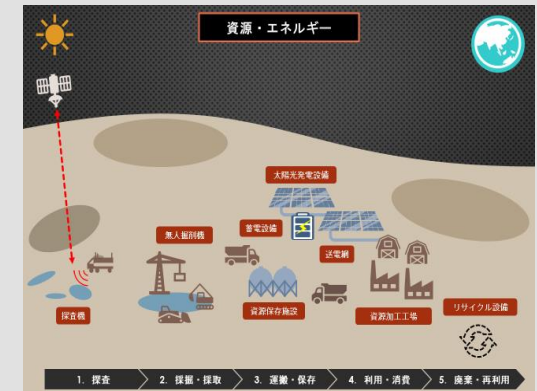 資源・エネルギー
太陽光発電設備
無人掘削機
蓄電設備
送電網
探査機
資源保存施設
資源加工工場
リサイクル設備
1. 探査
2. 採掘・採取
3. 運搬・保存
4. 利用・消費
5. 廃棄・再利用